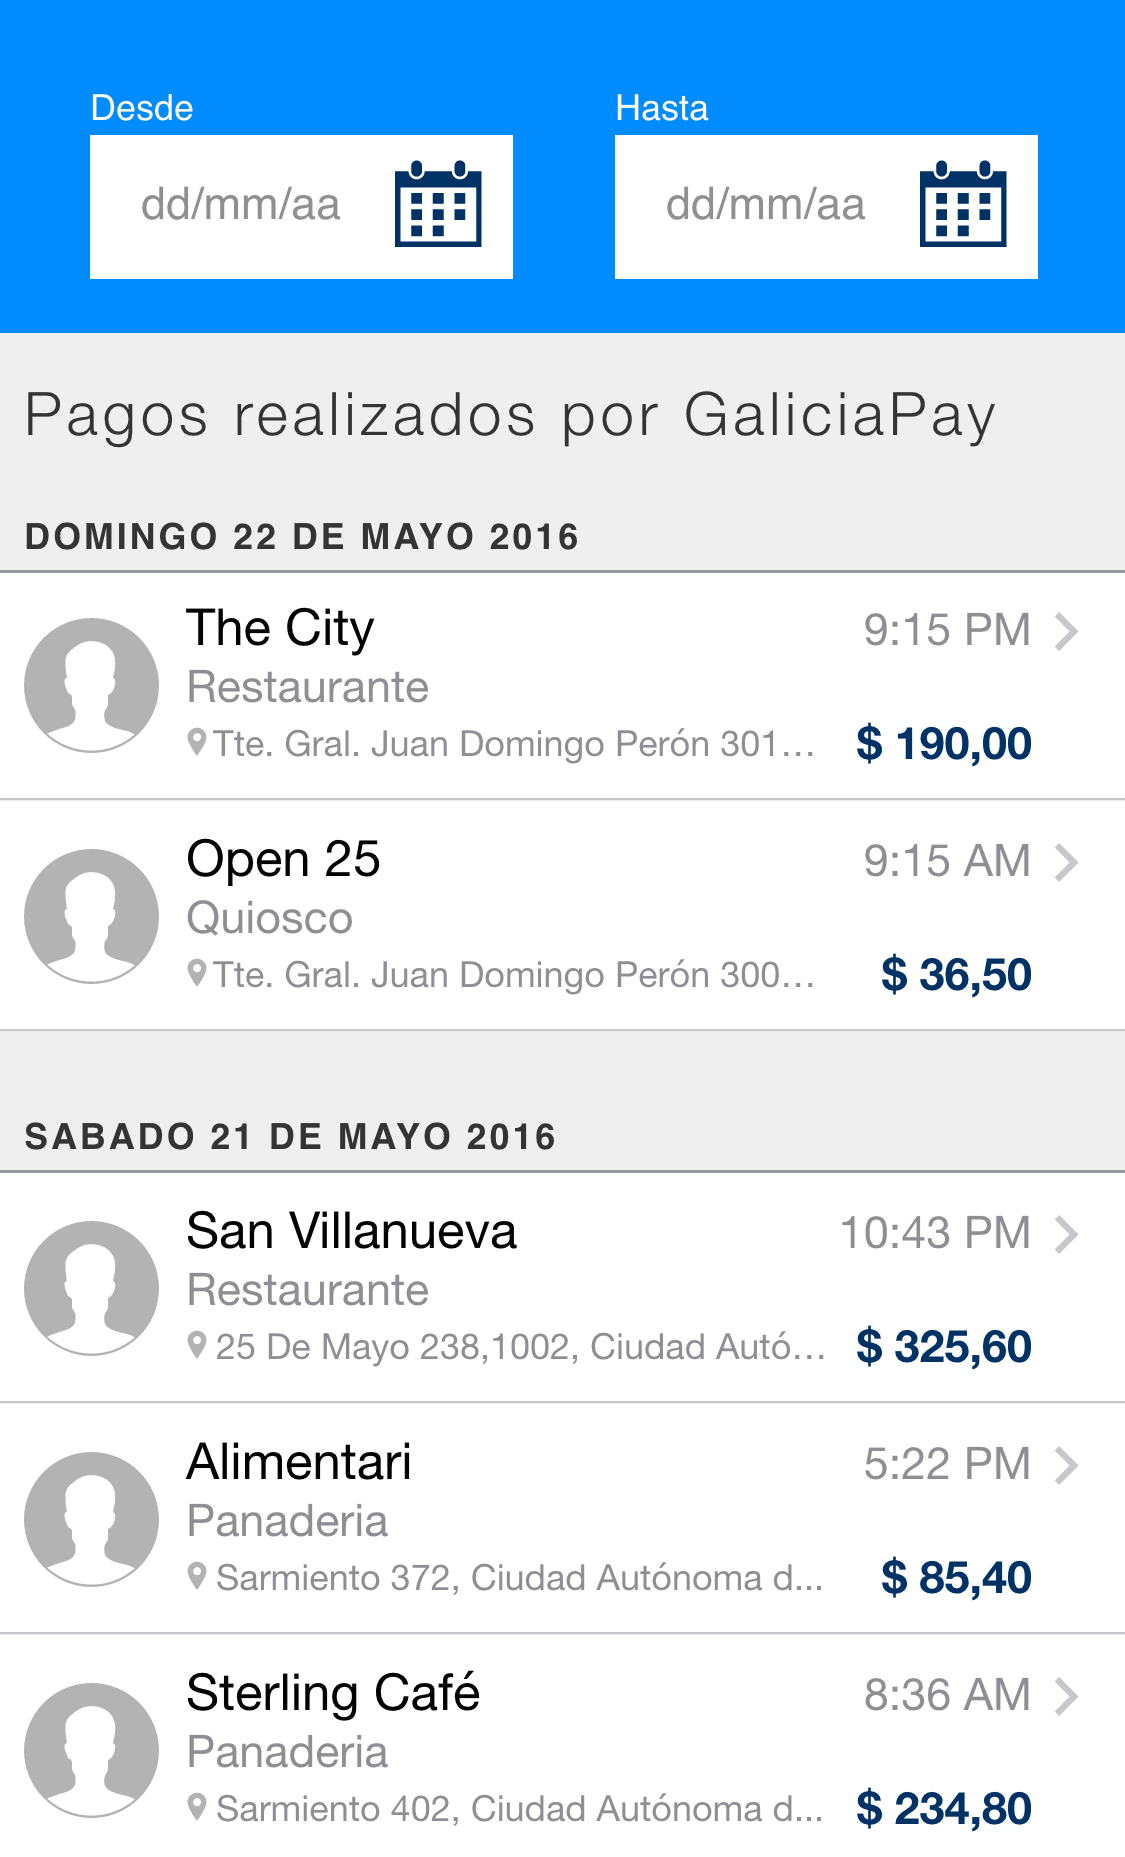 Desde Hasta
dd/mm/aa dd/mm/aa
Pagos realizados por GaliciaPay
DOMINGO 22 DE MAYO 2016
The City 9:15 PM
Restaurante
Tte. Gral. Juan Domingo Perón 301... $ 190,00
Open 25 9:15 AM
Quiosco
Tte. Gral. Juan Domingo Perón 300... $ 36,50
SABADO 21 DE MAYO 2016
San Villanueva 10:43 PM
Restaurante
25 De Mayo 238,1002, Ciudad Autó... $ 325,60
Alimentari 5:22 PM
Panaderia
Sarmiento 372, Ciudad Autónoma d... $ 85,40
Sterling Café 8:36 AM
Panaderia
Sarmiento 402, Ciudad Autónoma d... $ 234,80